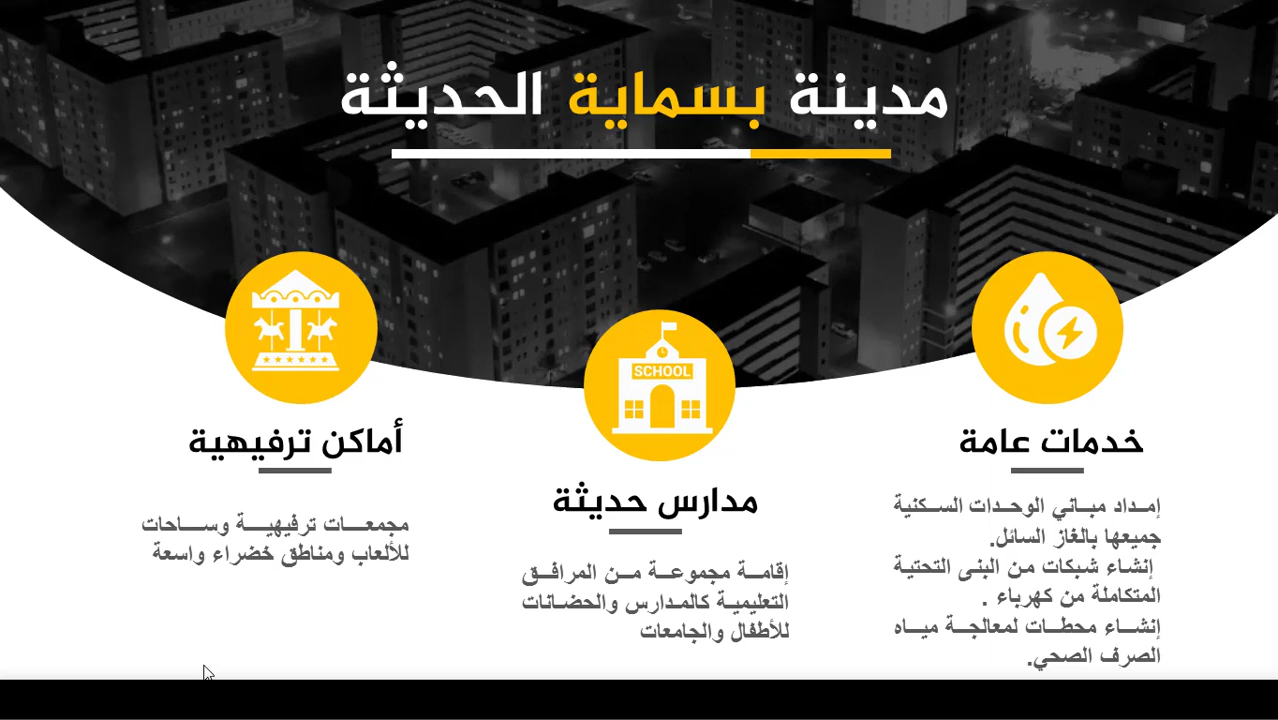 مدينة بسماية الحديثة
خدمات عامة
إمداد مباني الوحدات السكنية
جميعها بالغاز السائل.
إنشاء شبكات من البنى التحتية
المتكاملة من كهرباء .
إنشاء محطات لمعالجة مياه
الصرف الصحي.
SCHOOL
مدارس حديثة
إقامة مجموعة من المرافق
التعليمية كالمدارس والحضانات
للأطفال والجامعات
أماكن ترفيهية
مجمعات ترفيهية وساحات
للألعاب ومناطق خضراء واسعة